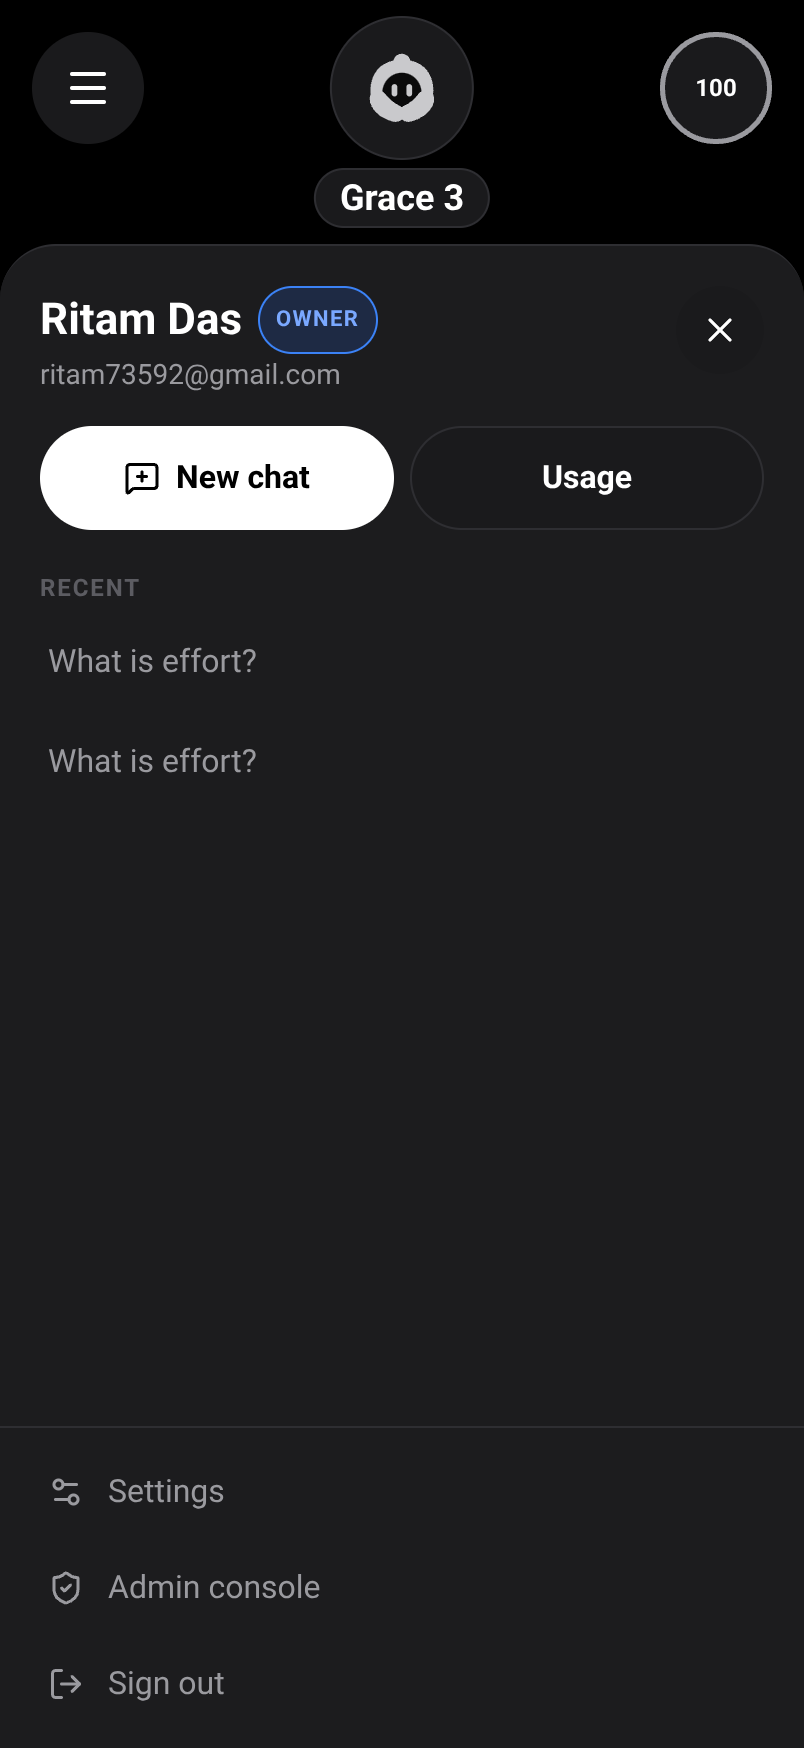 100
Grace 3
Ritam Das OWNER
ritam73592@gmail.com
New chat
Usage
RECENT
What is effort?
What is effort?
Settings
Admin console
Sign out